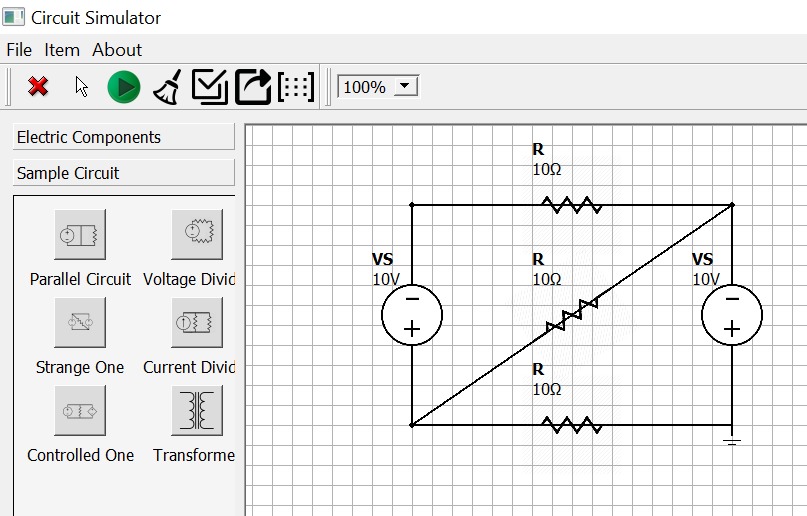 Circuit Simulator
File Item About
100%
Electric Components
Sample Circuit
Parallel Circuit
Voltage Divid
Strange One
Current Divid
Controlled One
Transforme
R
10Ω
VS
10V
R
10Ω
VS
10V
R
10Ω